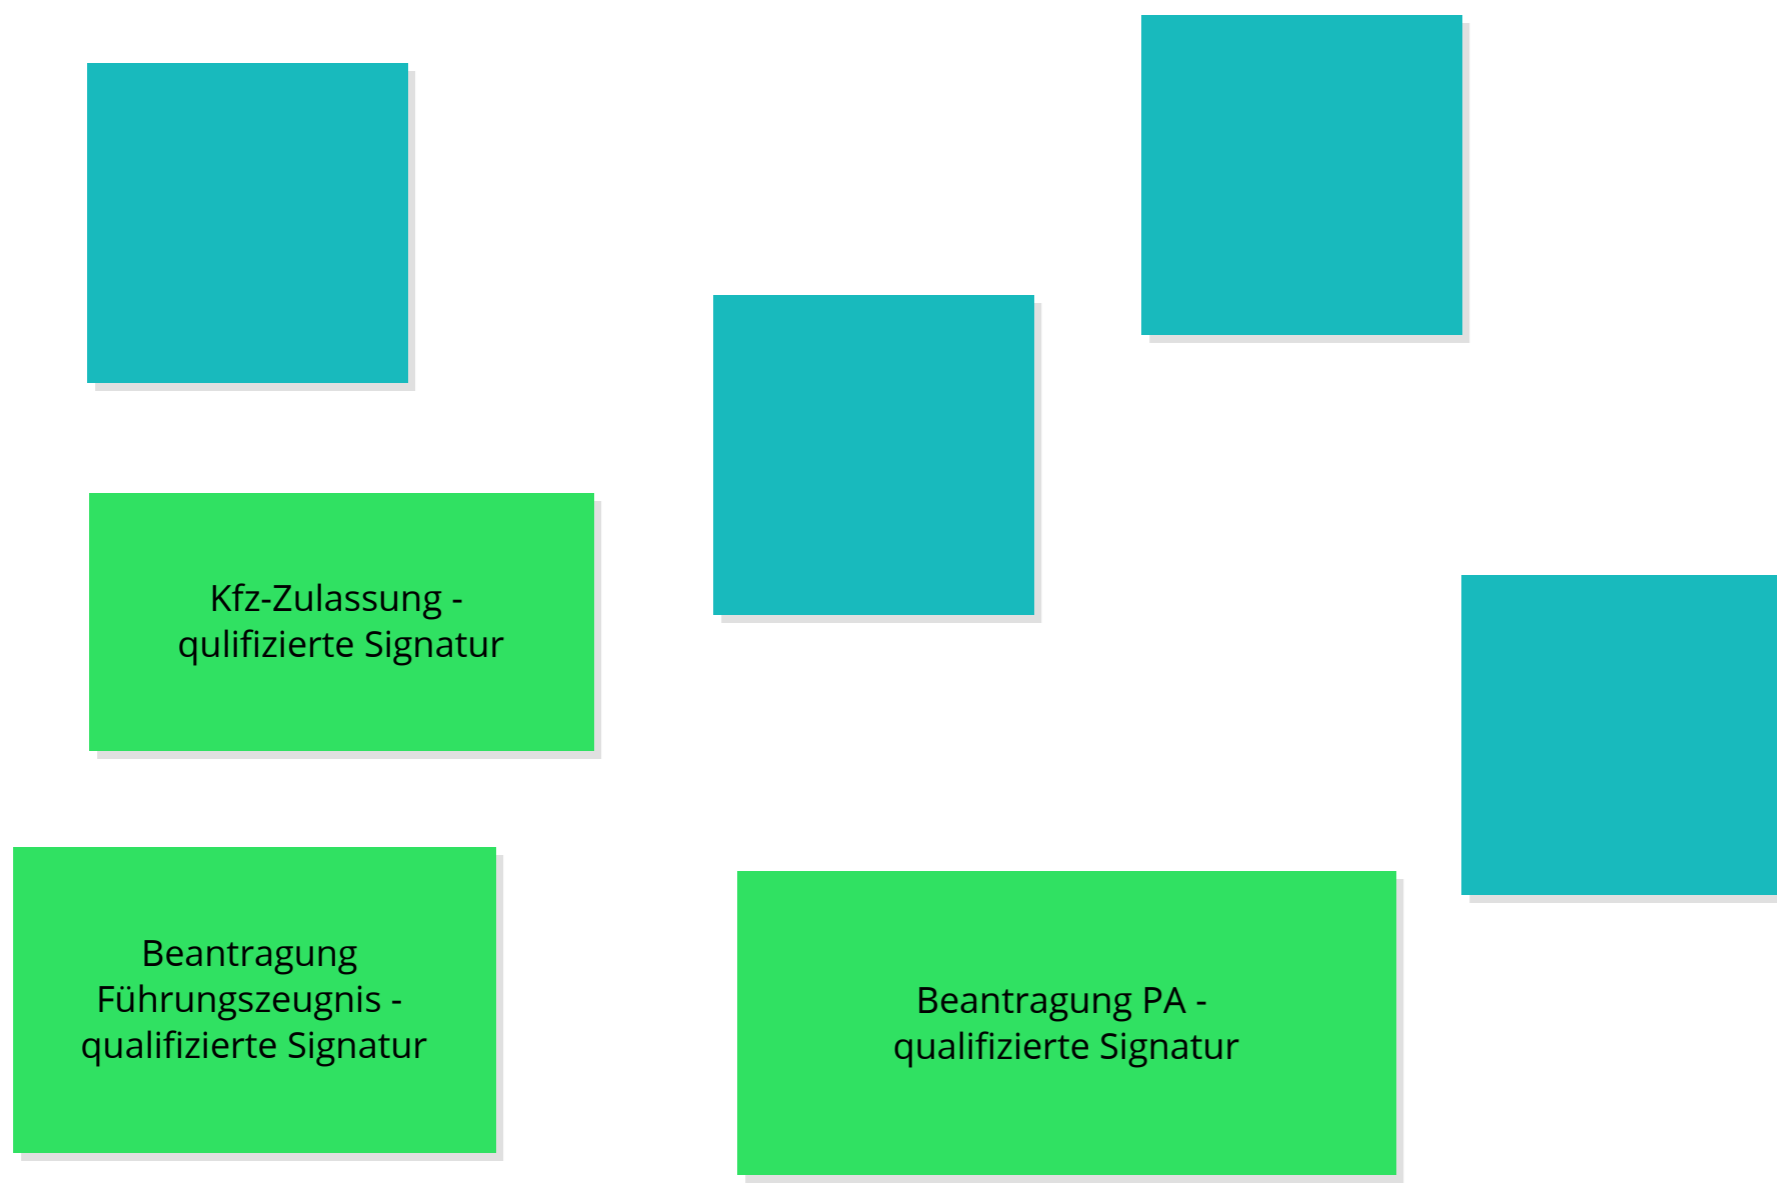 Kfz-Zulassung -
qulifizierte Signatur
Beantragung
Führungszeugnis -
qualifizierte Signatur
Beantragung PA -
qualifizierte Signatur